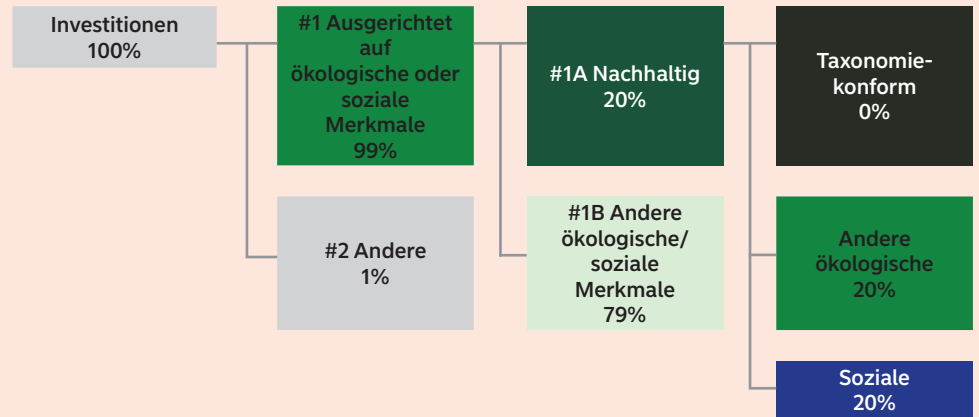 Investitionen
100%
#1 Ausgerichtet
auf
ökologische oder
soziale
Merkmale
99%
#1A Nachhaltig
20%
Taxonomie-
konform
0%
#2 Andere
1%
#1B Andere
ökologische/
soziale
Merkmale
79%
Andere
ökologische
20%
Soziale
20%